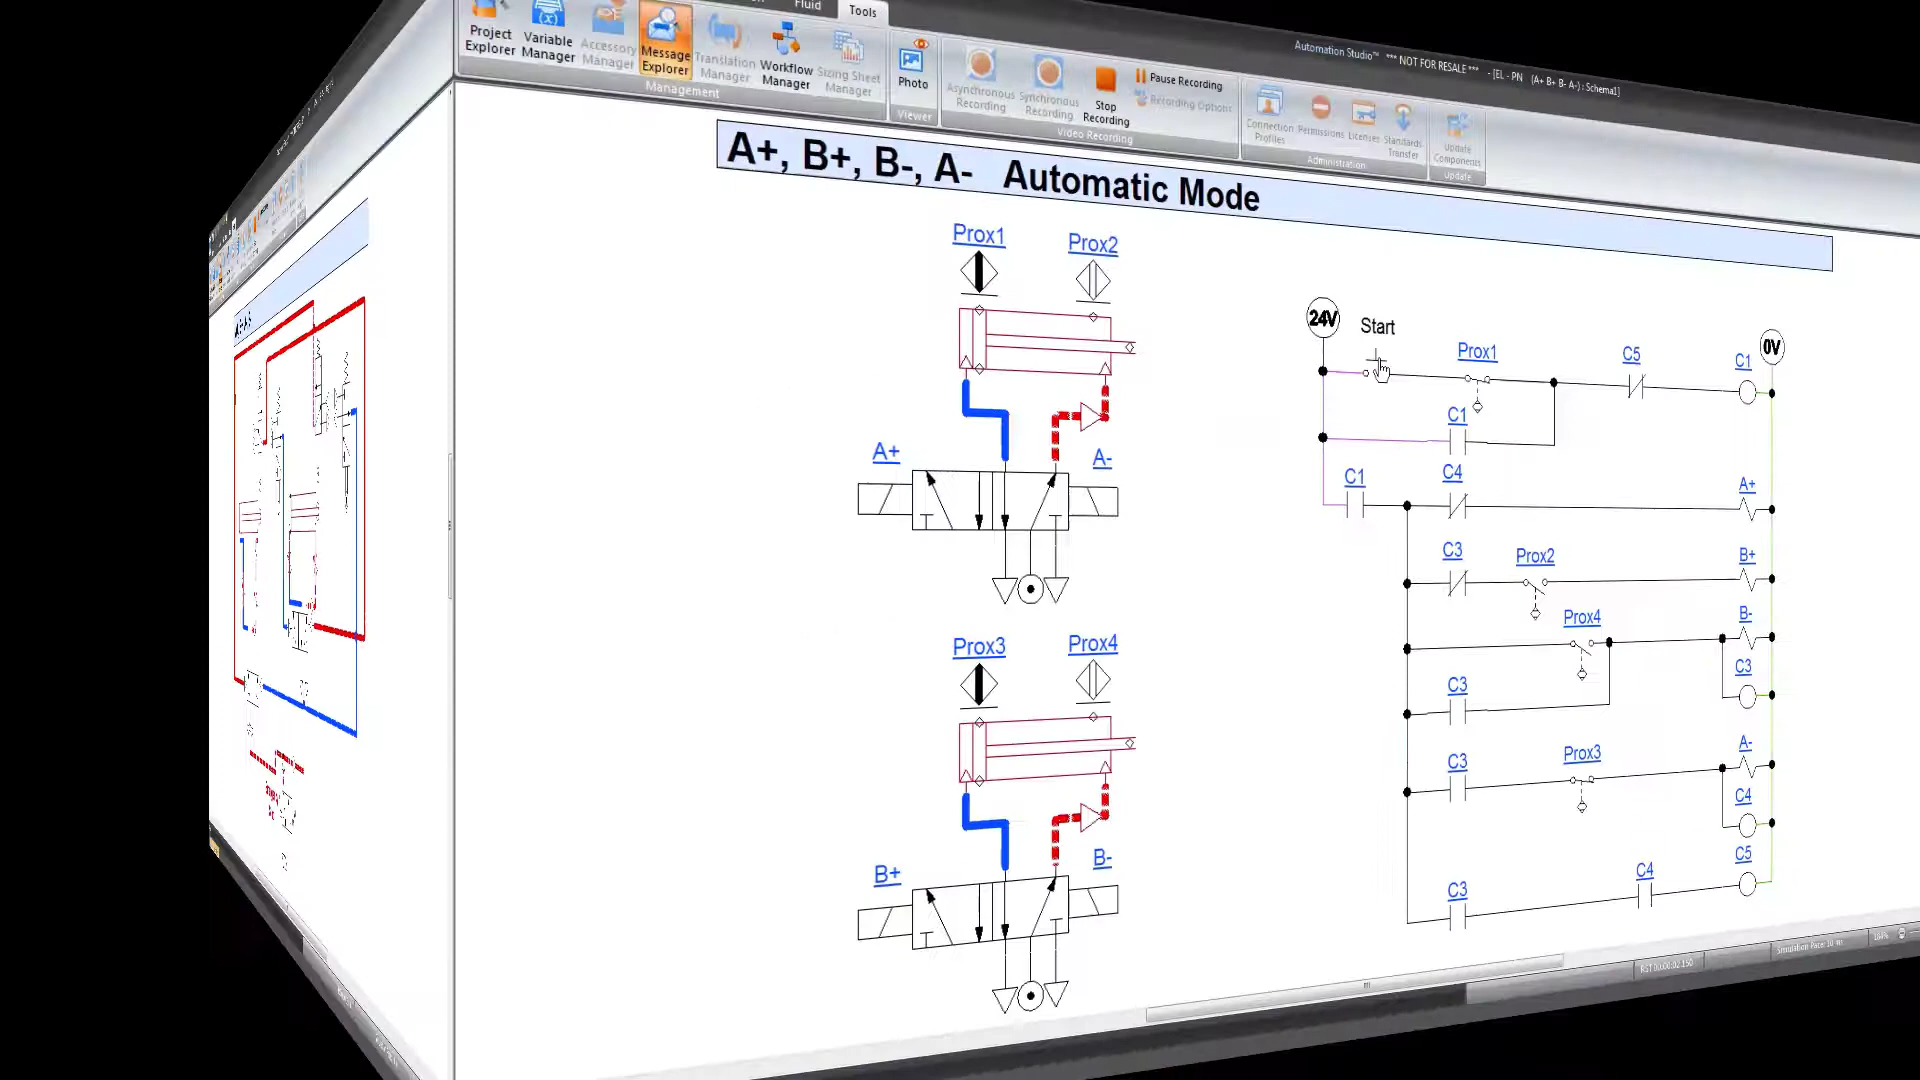 Fluid
Tools
Project Explorer
Variable Manager
Accessory Manager
Message Explorer
Translation Manager
Workflow Manager
Sizing Sheet Manager
Management
Photo
Viewer
Asynchronous Recording
Synchronous Recording
Stop Recording
Pause Recording
Recording Options
Video Recording
Connection Profiles
Permissions
Licenses
Standards Transfer
Administration
Update Components
Update
Automation Studio™ *** NOT FOR RESALE *** - [EL - PN (A+ B+ B- A-) : Schema1]
A+, B+, B-, A- Automatic Mode
Prox1
Prox2
A+
A-
Prox3
Prox4
B+
B-
24V
Start
0V
Prox1
C5
C1
C1
C1
C4
A+
C3
Prox2
B+
Prox4
B-
C3
C3
C3
Prox3
A-
C4
C3
C4
C5